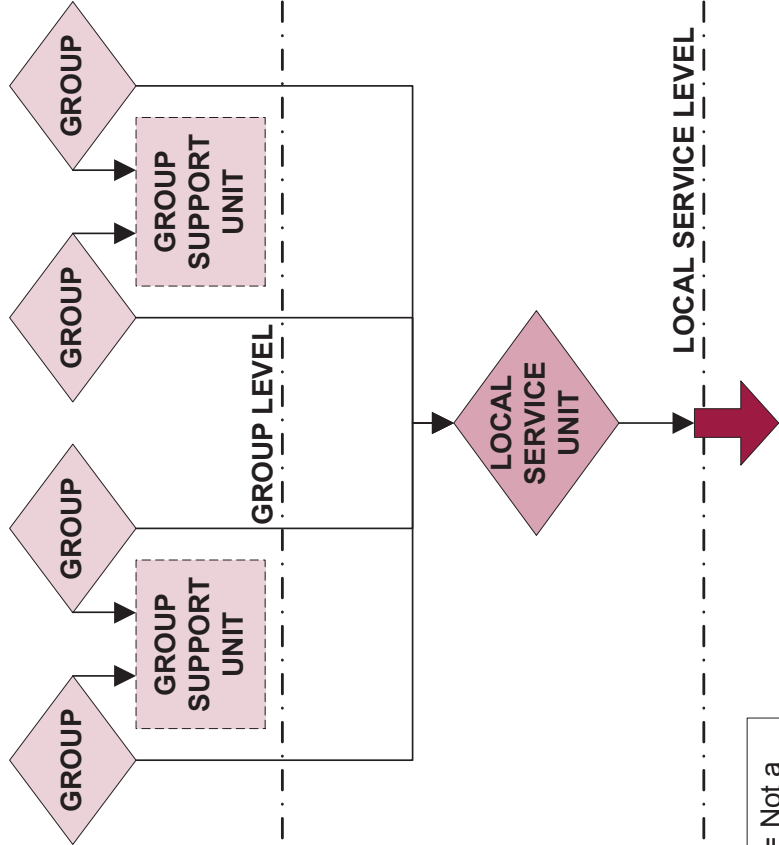 GROUP
GROUP
GROUP
GROUP
GROUP
SUPPORT
UNIT
GROUP
SUPPORT
UNIT
GROUP LEVEL
LOCAL
SERVICE
UNIT
LOCAL SERVICE LEVEL
= Not a